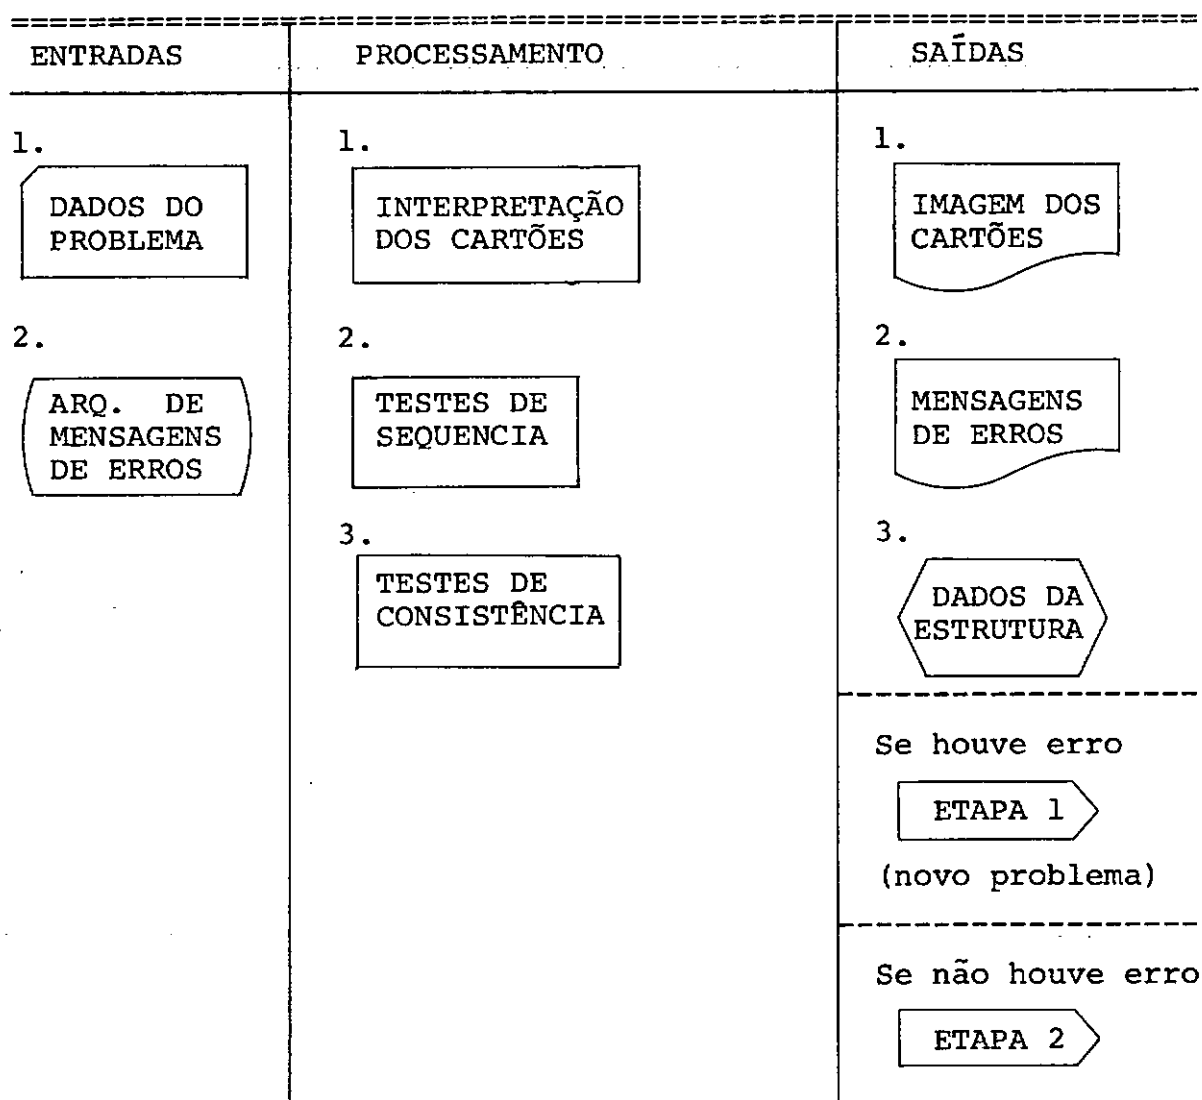 ENTRADAS
PROCESSAMENTO
SAÍDAS
1.
DADOS DO
PROBLEMA
2.
ARQ. DE
MENSAGENS
DE ERROS
1.
INTERPRETAÇÃO
DOS CARTÕES
2.
TESTES DE
SEQUENCIA
3.
TESTES DE
CONSISTÊNCIA
1.
IMAGEM DOS
CARTÕES
2.
MENSAGENS
DE ERROS
3.
DADOS DA
ESTRUTURA
Se houve erro
ETAPA 1
(novo problema)
Se não houve erro
ETAPA 2